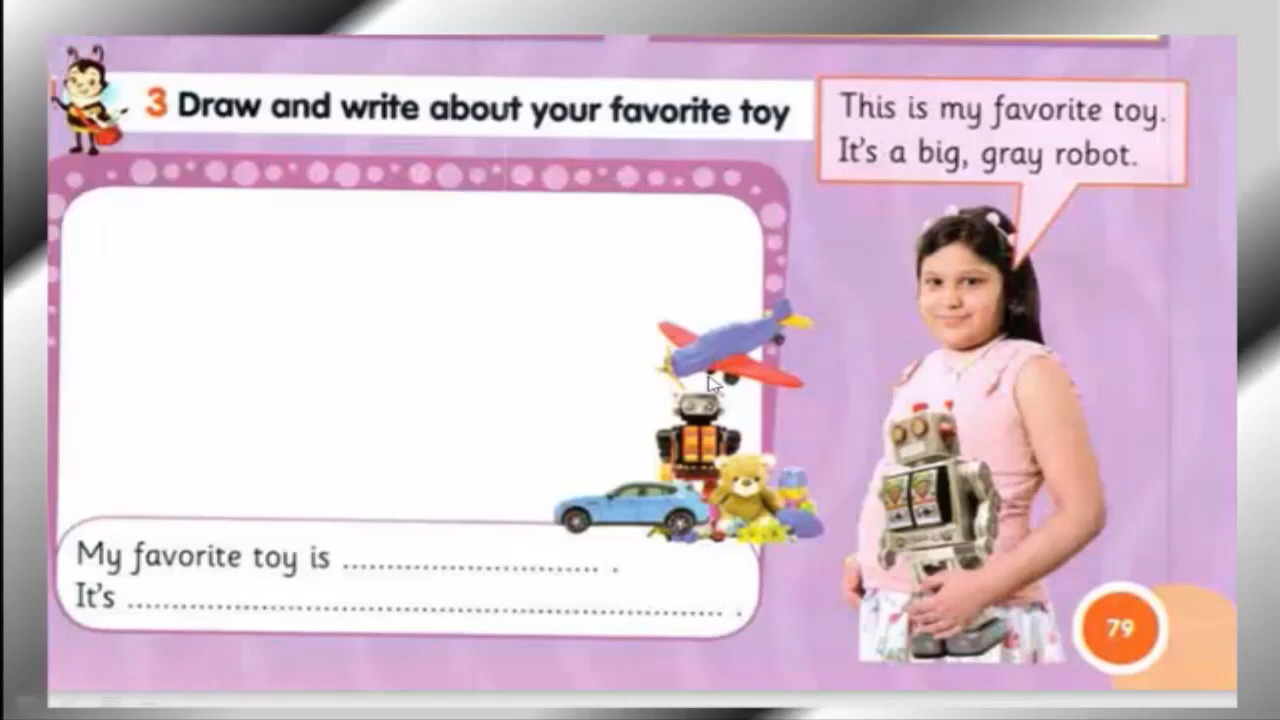 3 Draw and write about your favorite toy
This is my favorite toy.
It's a big, gray robot.
My favorite toy is ............................ .
It's ........................................................................ .
79